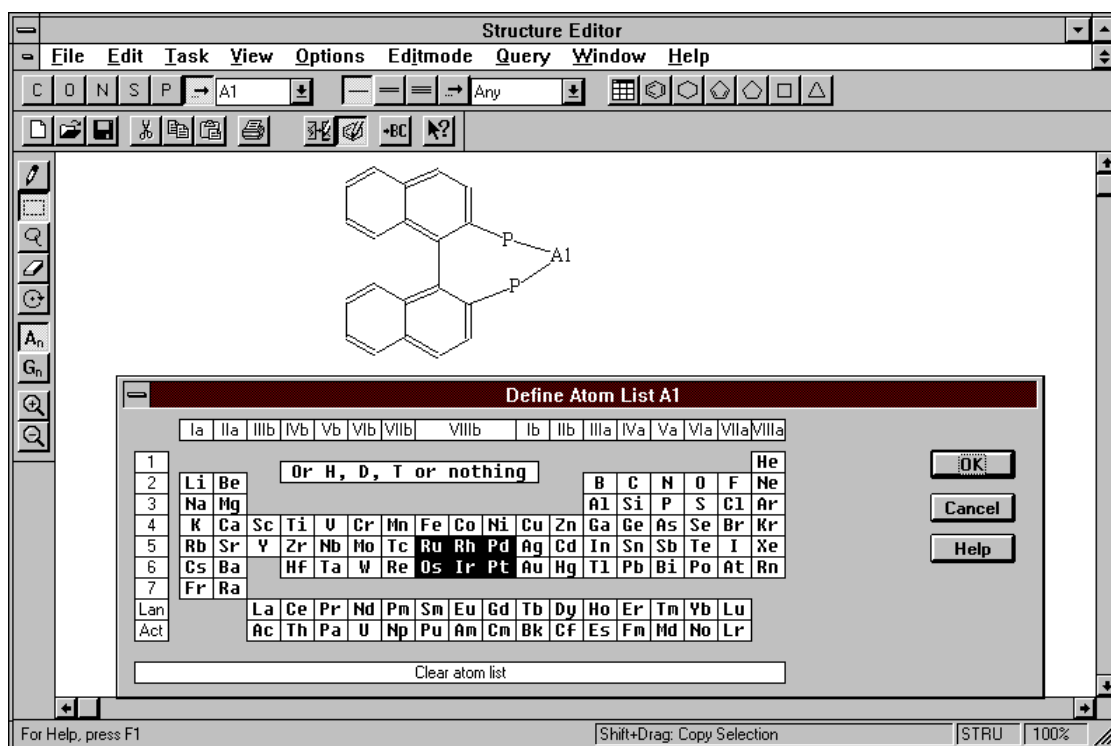 Structure Editor
File Edit Task View Options Editmode Query Window Help
C O N S P A1 Any
BC ?
P
A1
P
An
Gn
Define Atom List A1
Ia IIa IIIb IVb Vb VIb VIIb VIIIb Ib IIb IIIa IVa Va VIa VIIa VIIIa
1 Or H, D, T or nothing He
2 Li Be B C N O F Ne
3 Na Mg Al Si P S Cl Ar
4 K Ca Sc Ti V Cr Mn Fe Co Ni Cu Zn Ga Ge As Se Br Kr
5 Rb Sr Y Zr Nb Mo Tc Ru Rh Pd Ag Cd In Sn Sb Te I Xe
6 Cs Ba Hf Ta W Re Os Ir Pt Au Hg Tl Pb Bi Po At Rn
7 Fr Ra
Lan La Ce Pr Nd Pm Sm Eu Gd Tb Dy Ho Er Tm Yb Lu
Act Ac Th Pa U Np Pu Am Cm Bk Cf Es Fm Md No Lr
Clear atom list
OK
Cancel
Help
For Help, press F1 Shift+Drag: Copy Selection STRU 100%